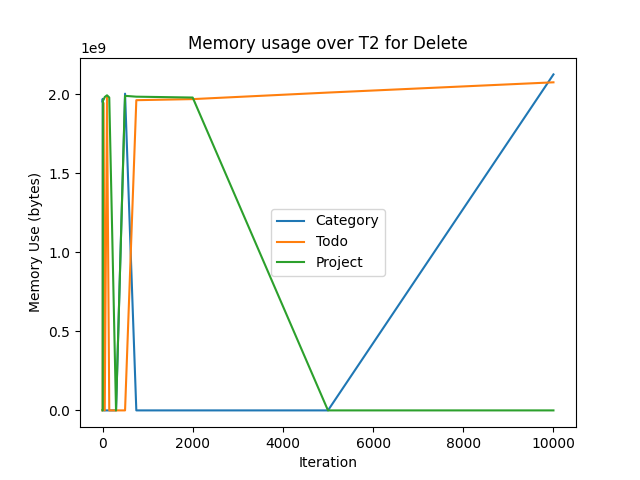 Memory usage over T2 for Delete
1e9
2.0
1.5
1.0
0.5
0.0
Memory Use (bytes)
Category
Todo
Project
0 2000 4000 6000 8000 10000
Iteration